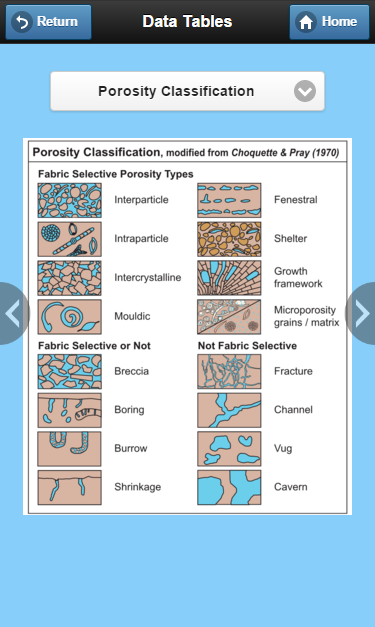 Return
Data Tables
Home
Porosity Classification
Porosity Classification, modified from Choquette & Pray (1970)
Fabric Selective Porosity Types
Interparticle
Fenestral
Intraparticle
Shelter
Intercrystalline
Growth
framework
Mouldic
Microporosity
grains / matrix
Fabric Selective or Not
Not Fabric Selective
Breccia
Fracture
Boring
Channel
Burrow
Vug
Shrinkage
Cavern